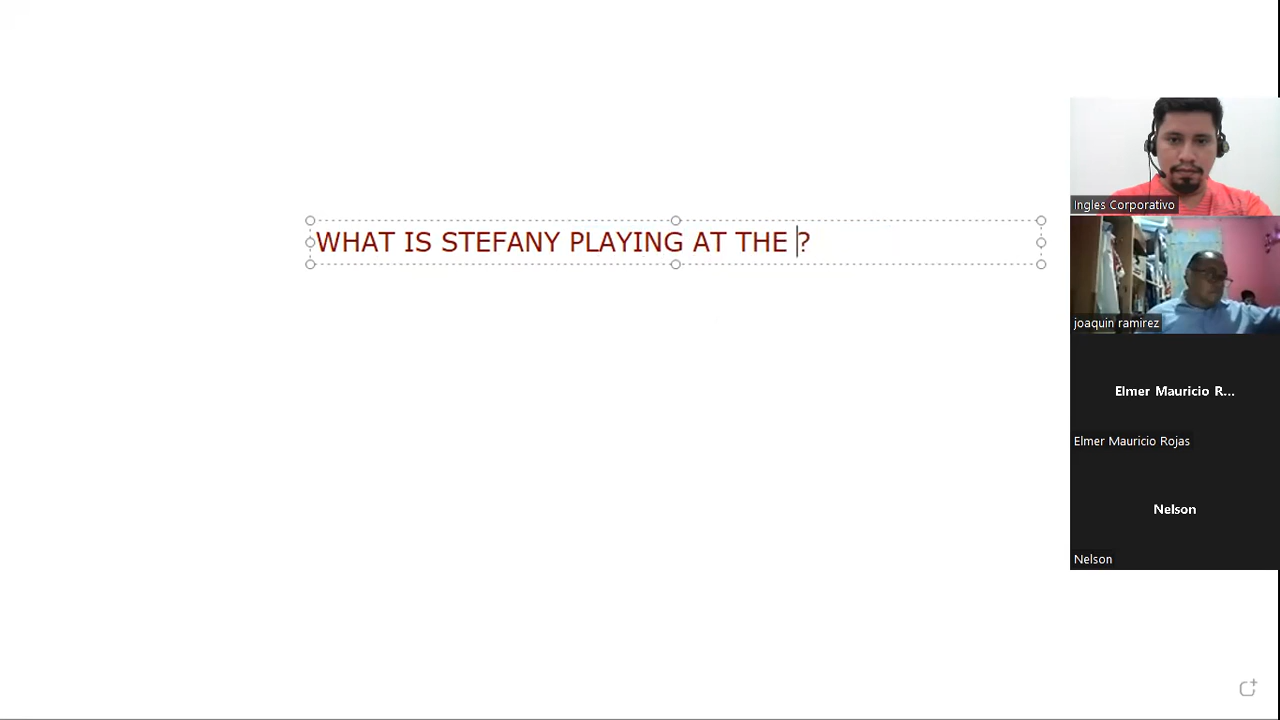 WHAT IS STEFANY PLAYING AT THE ?
Ingles Corporativo
joaquin ramirez
Elmer Mauricio R...
Elmer Mauricio Rojas
Nelson
Nelson